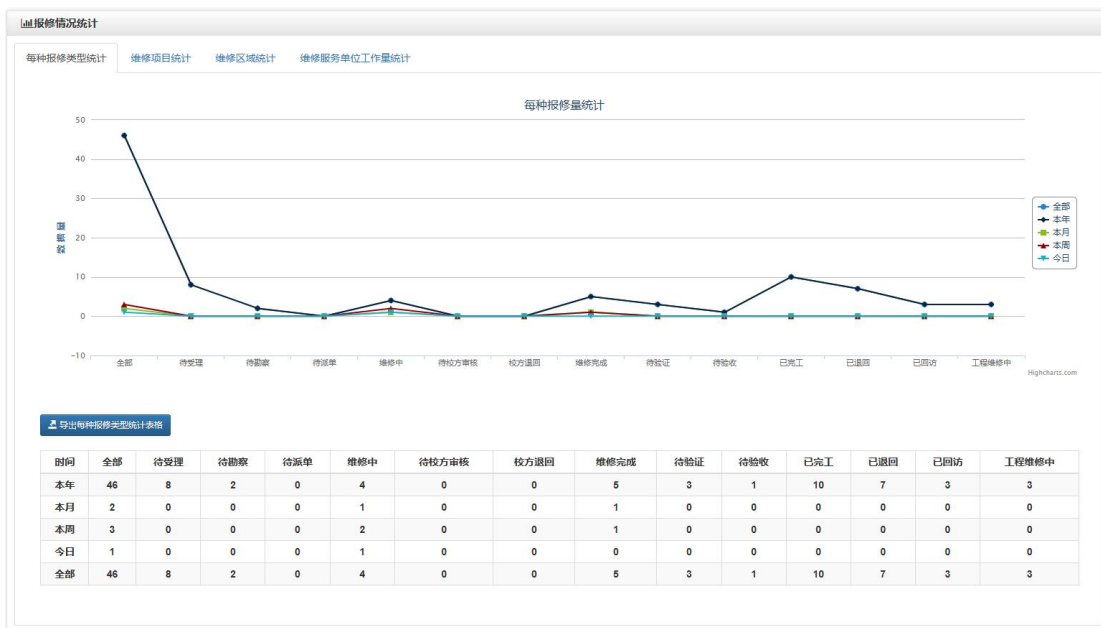 报修情况统计
每种报修类型统计 维修项目统计 维修区域统计 维修服务单位工作量统计
每种报修量统计
50
40
30
20
10
0
-10
数据量
全部 待受理 待勘察 待派单 维修中 待校方审核 校方退回 维修完成 待验证 待验收 已完工 已退回 已回访 工程维修中
全部
本年
本月
本周
今日
Highcharts.com
导出每种报修类型统计表格
时间 全部 待受理 待勘察 待派单 维修中 待校方审核 校方退回 维修完成 待验证 待验收 已完工 已退回 已回访 工程维修中
本年 46 8 2 0 4 0 0 5 3 1 10 7 3 3
本月 2 0 0 0 1 0 0 1 0 0 0 0 0 0
本周 3 0 0 0 2 0 0 1 0 0 0 0 0 0
今日 1 0 0 0 1 0 0 0 0 0 0 0 0 0
全部 46 8 2 0 4 0 0 5 3 1 10 7 3 3